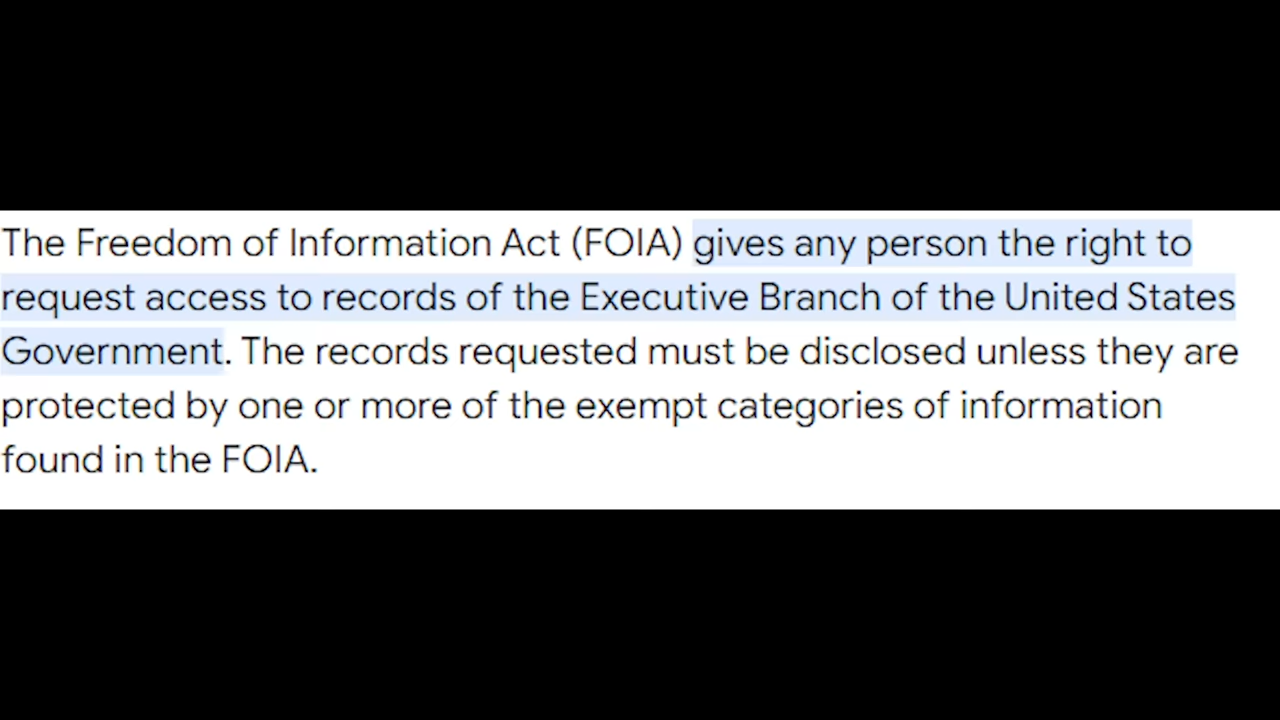 The Freedom of Information Act (FOIA) gives any person the right to
request access to records of the Executive Branch of the United States
Government. The records requested must be disclosed unless they are
protected by one or more of the exempt categories of information
found in the FOIA.